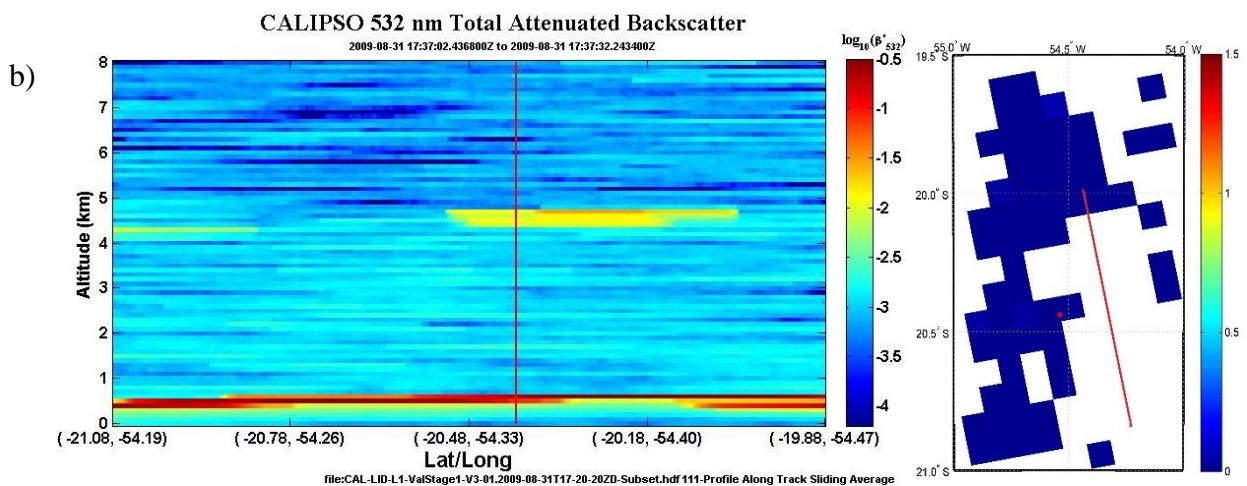 CALIPSO 532 nm Total Attenuated Backscatter
2009-08-31 17:37:02.436800Z to 2009-08-31 17:37:32.243400Z
b)
Altitude (km)
8
7
6
5
4
3
2
1
0
(-21.08, -54.19) (-20.78, -54.26) (-20.48, -54.33) (-20.18, -54.40) (-19.88, -54.47)
Lat/Long
file:CAL-LID-L1-ValStage1-V3-01.2009-08-31T17-20-20ZD-Subset.hdf 111-Profile Along Track Sliding Average
log10(β'532)
-0.5
-1
-1.5
-2
-2.5
-3
-3.5
-4
55.0° W 54.5° W 54.0° W
19.5° S
20.0° S
20.5° S
21.0° S
1.5
1
0.5
0